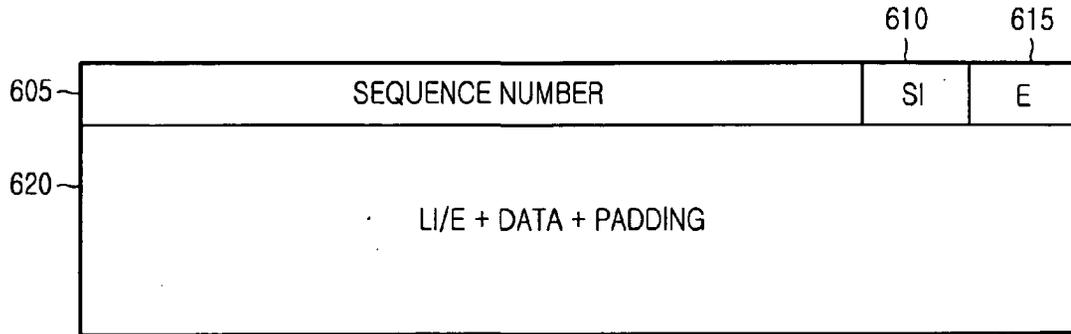 610 615
605 SEQUENCE NUMBER SI E
620
LI/E + DATA + PADDING